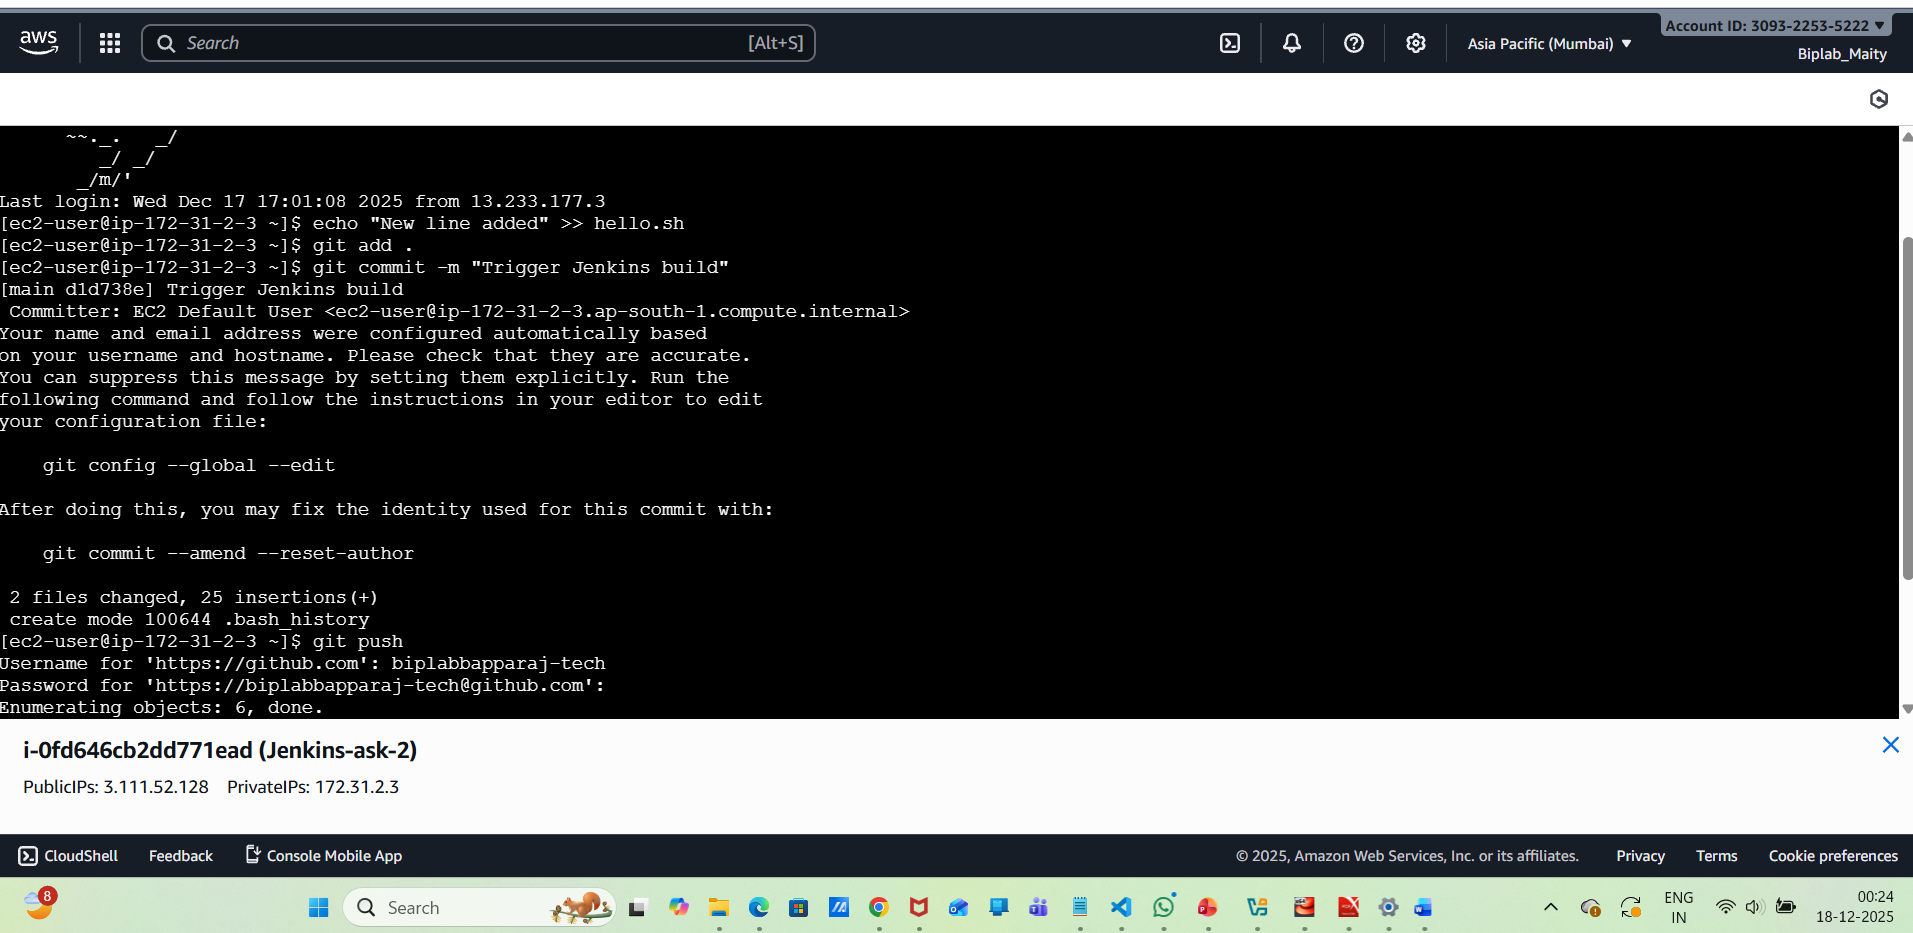 aws
Search
[Alt+S]
Asia Pacific (Mumbai)
Account ID: 3093-2253-5222
Biplab_Maity
~~._.   _/
_/ _/
_/m/'
Last login: Wed Dec 17 17:01:08 2025 from 13.233.177.3
[ec2-user@ip-172-31-2-3 ~]$ echo "New line added" >> hello.sh
[ec2-user@ip-172-31-2-3 ~]$ git add .
[ec2-user@ip-172-31-2-3 ~]$ git commit -m "Trigger Jenkins build"
[main d1d738e] Trigger Jenkins build
Committer: EC2 Default User <ec2-user@ip-172-31-2-3.ap-south-1.compute.internal>
Your name and email address were configured automatically based
on your username and hostname. Please check that they are accurate.
You can suppress this message by setting them explicitly. Run the
following command and follow the instructions in your editor to edit
your configuration file:
git config --global --edit
After doing this, you may fix the identity used for this commit with:
git commit --amend --reset-author
2 files changed, 25 insertions(+)
create mode 100644 .bash_history
[ec2-user@ip-172-31-2-3 ~]$ git push
Username for 'https://github.com': biplabbapparaj-tech
Password for 'https://biplabbapparaj-tech@github.com':
Enumerating objects: 6, done.
i-0fd646cb2dd771ead (Jenkins-ask-2)
PublicIPs: 3.111.52.128 PrivateIPs: 172.31.2.3
CloudShell Feedback Console Mobile App
© 2025, Amazon Web Services, Inc. or its affiliates. Privacy Terms Cookie preferences
8
Search
ENG
IN
00:24
18-12-2025